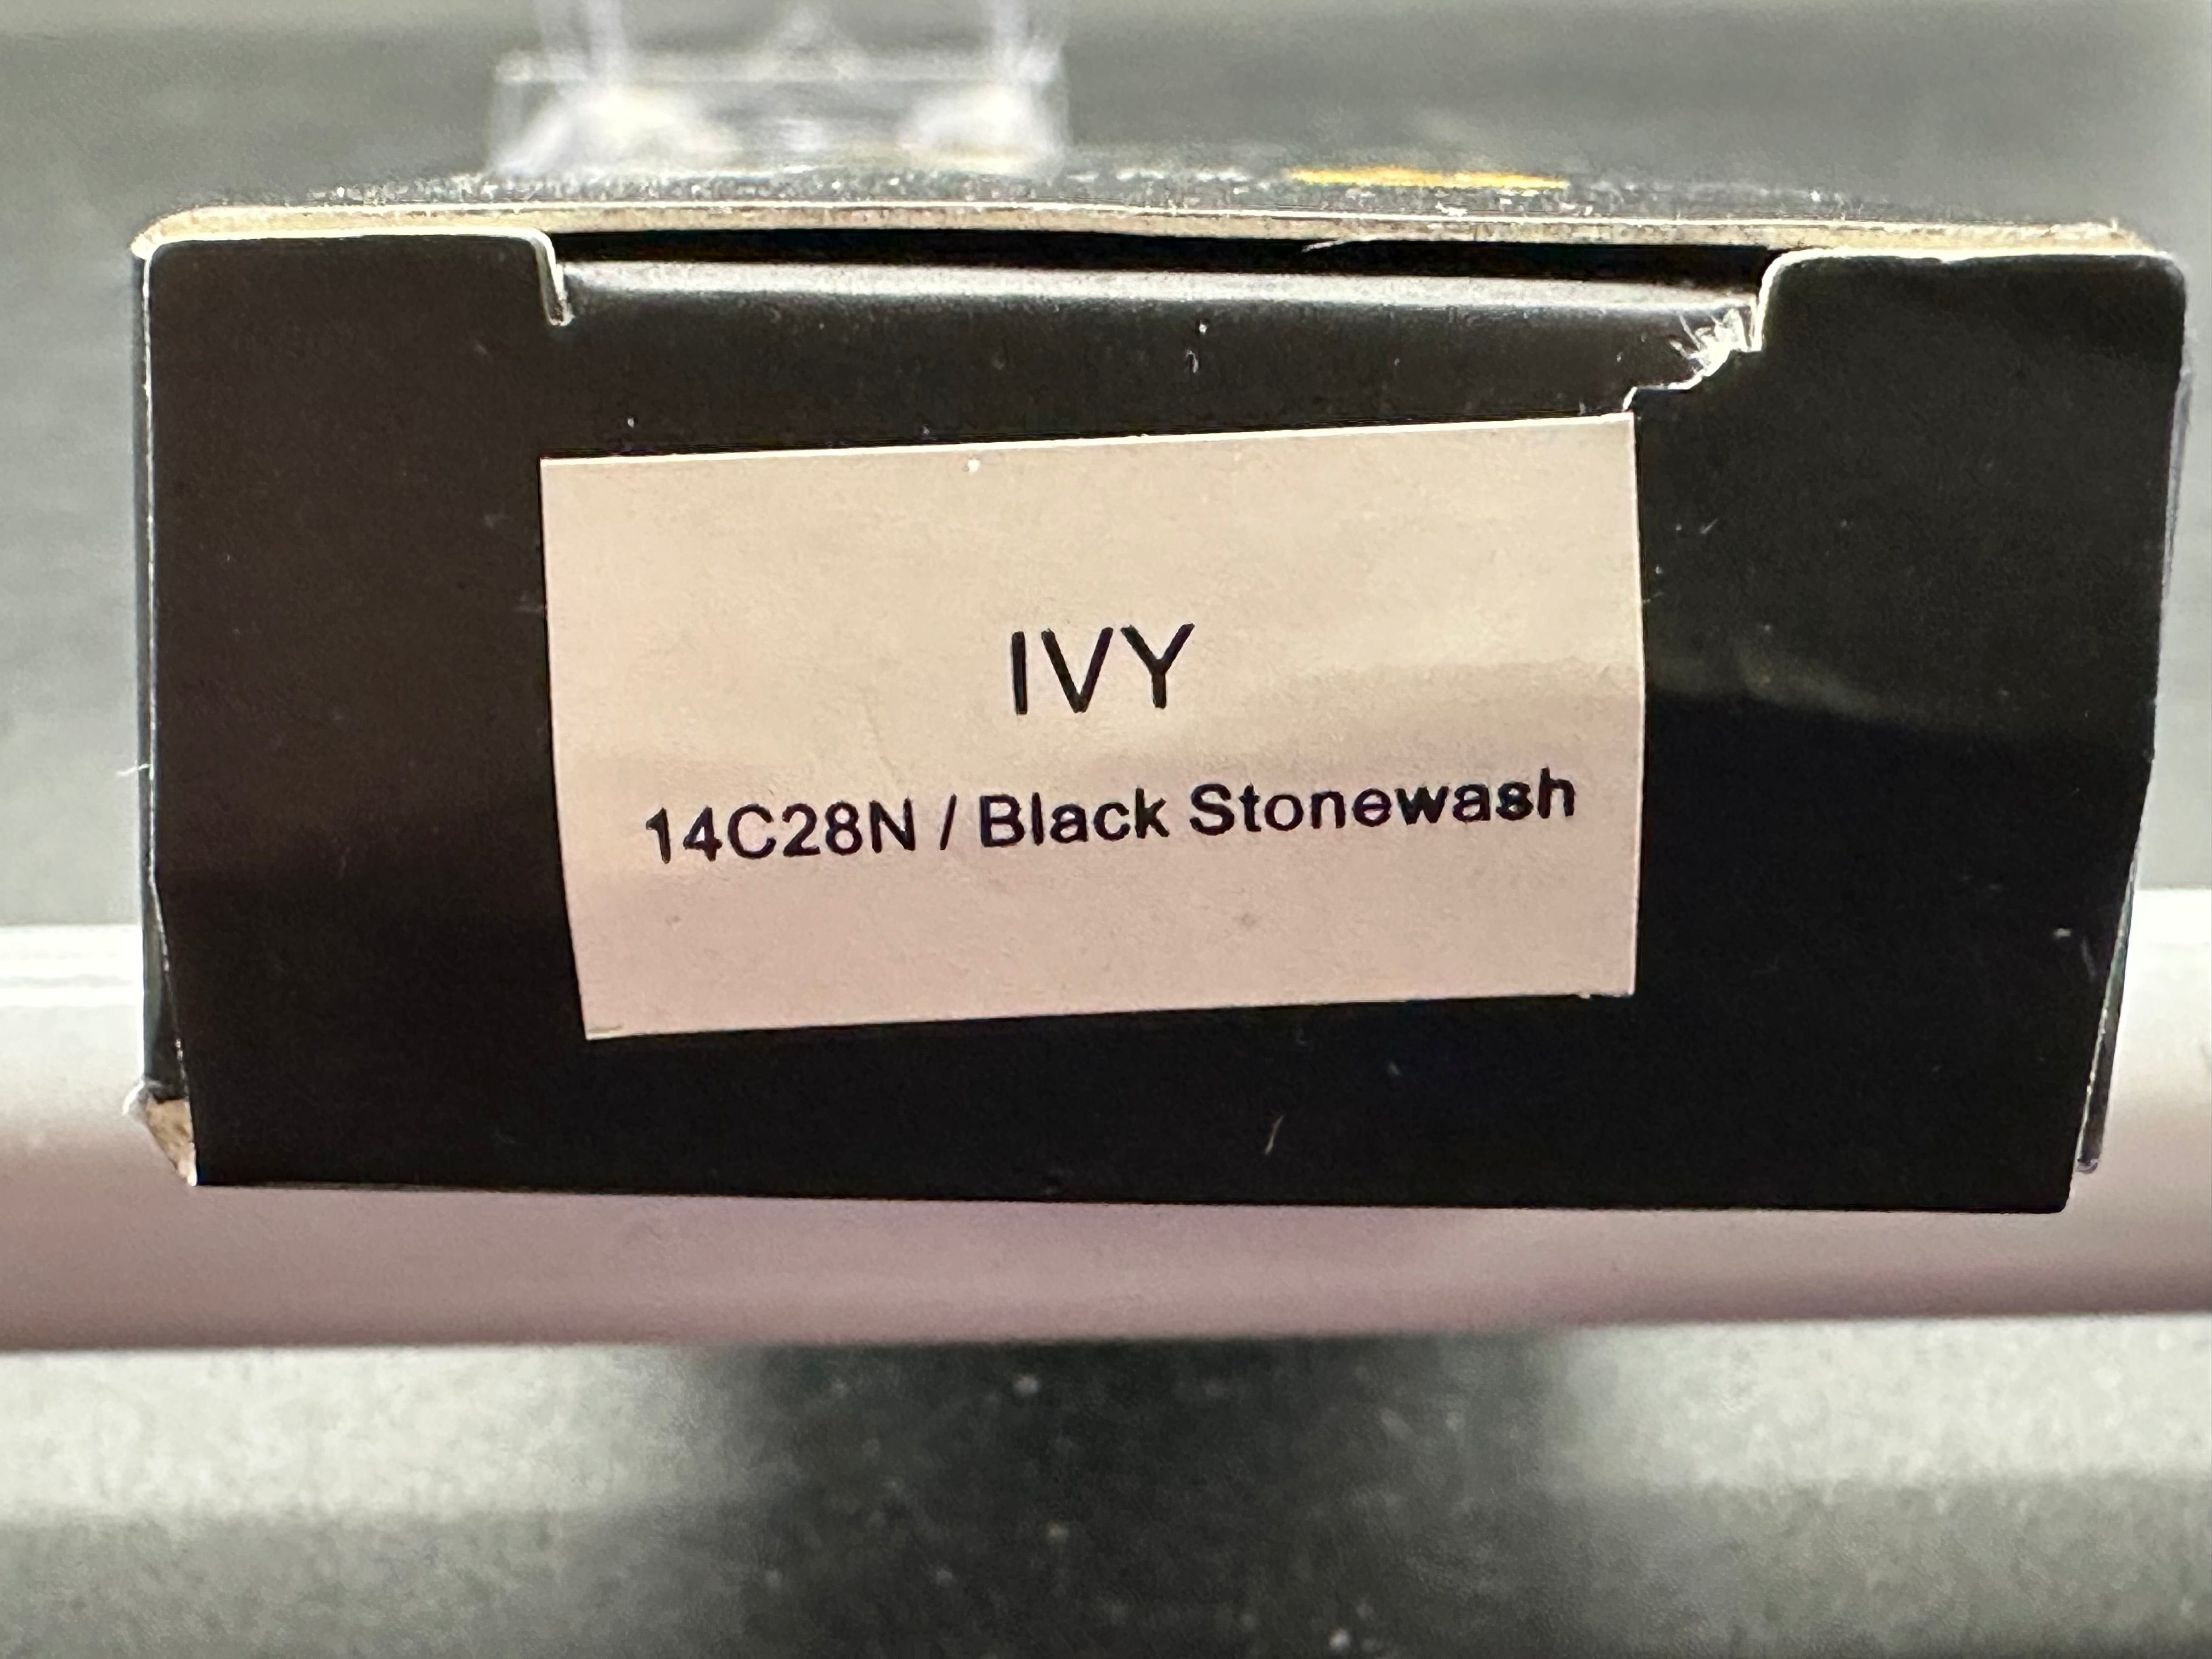 IVY
14C28N / Black Stonewash